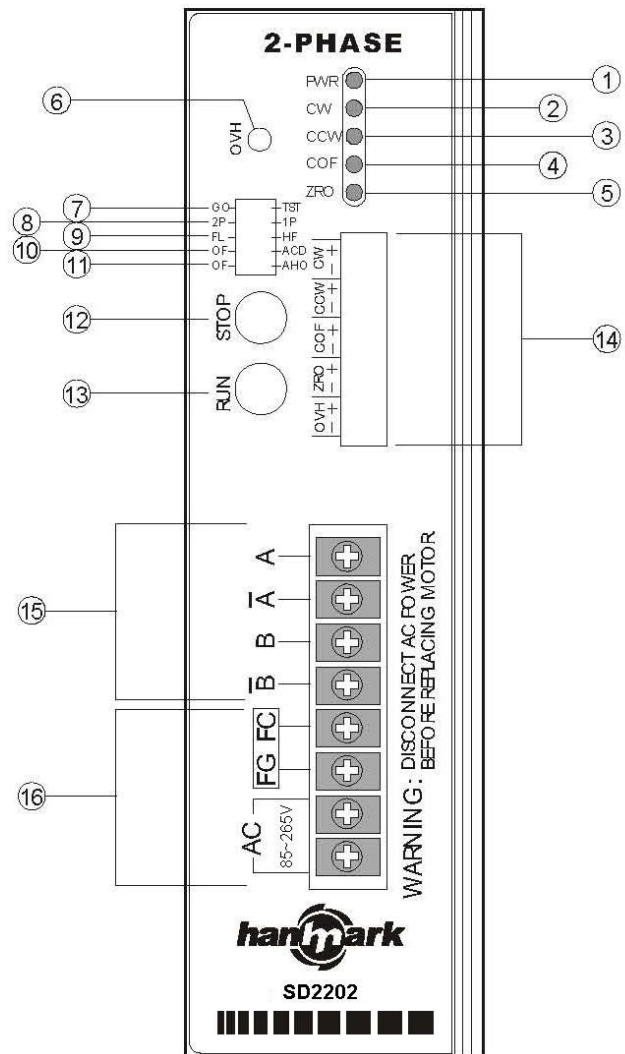 2-PHASE
PWR ①
CW ②
CCW ③
COF ④
ZRO ⑤
⑥ OVH
⑦ GO TST
⑧ 2P 1P
⑨ FL HF
⑩ OF ACD
⑪ OF AHO
⑫ STOP
⑬ RUN
CW + −
CCW + −
COF + −
ZRO + −
OVH + −
⑭
⑮
A
A̅
B
B̅
⑯
FC
FG
AC
85~265V
WARNING: DISCONNECT AC POWER
BEFORE REPLACING MOTOR.
hanmark
SD2202